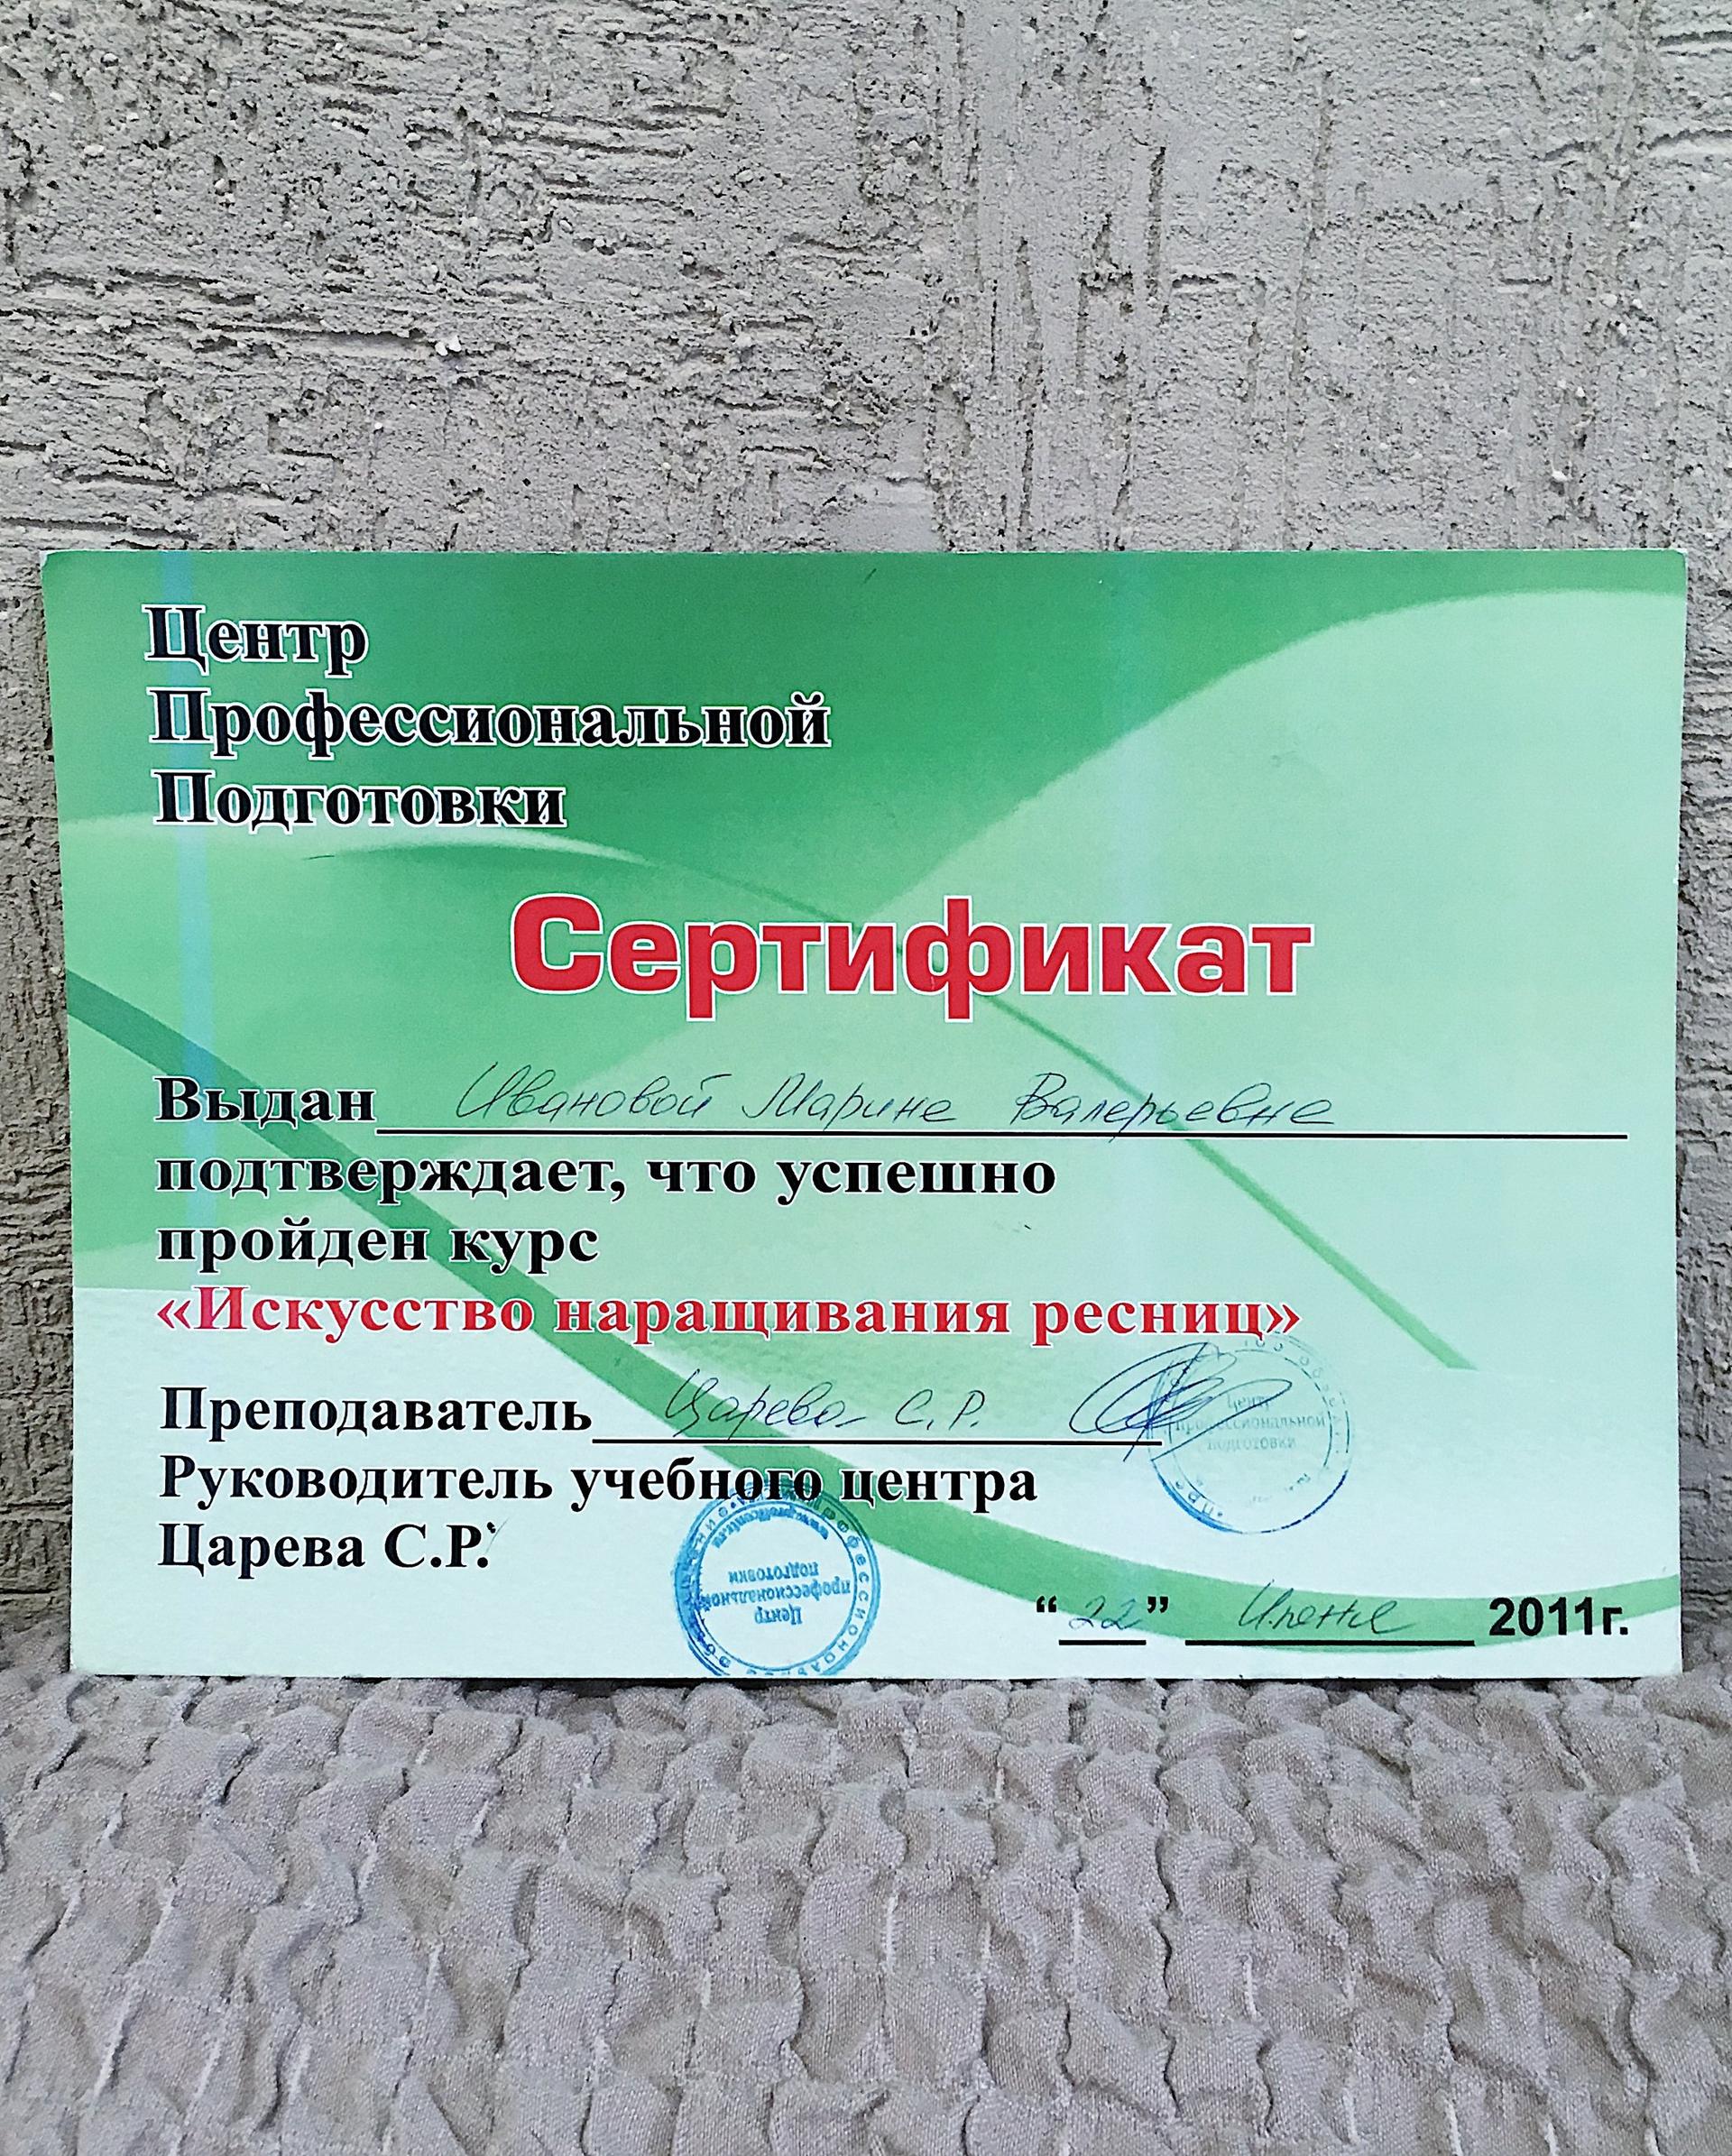 Центр
Профессиональной
Подготовки
Сертификат
Выдан Ивановой Марине Валерьевне
подтверждает, что успешно
пройден курс
«Искусство наращивания ресниц»
Преподаватель Царева С.Р.
Центр
профессиональной
подготовки
Руководитель учебного центра
Царева С.Р.
Центр
профессиональной
подготовки
“22” 2011г.